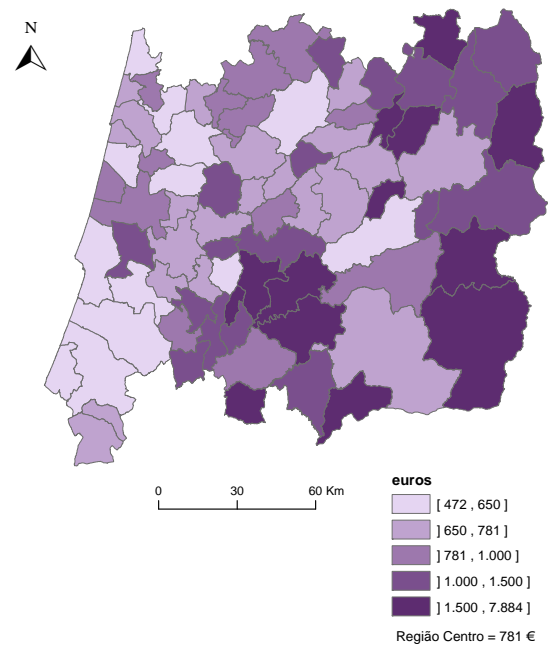 N
0 30 60 Km
euros
[ 472 , 650 ]
] 650 , 781 ]
] 781 , 1.000 ]
] 1.000 , 1.500 ]
] 1.500 , 7.884 ]
Região Centro = 781 €